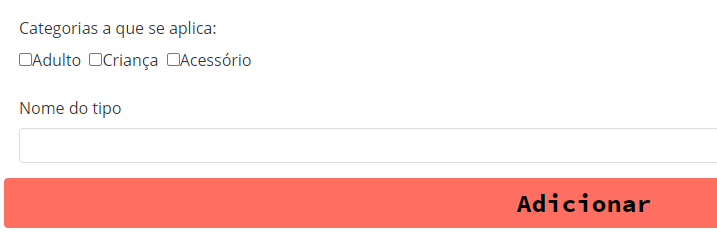 Categorias a que se aplica:
Adulto Criança Acessório
Nome do tipo
Adicionar